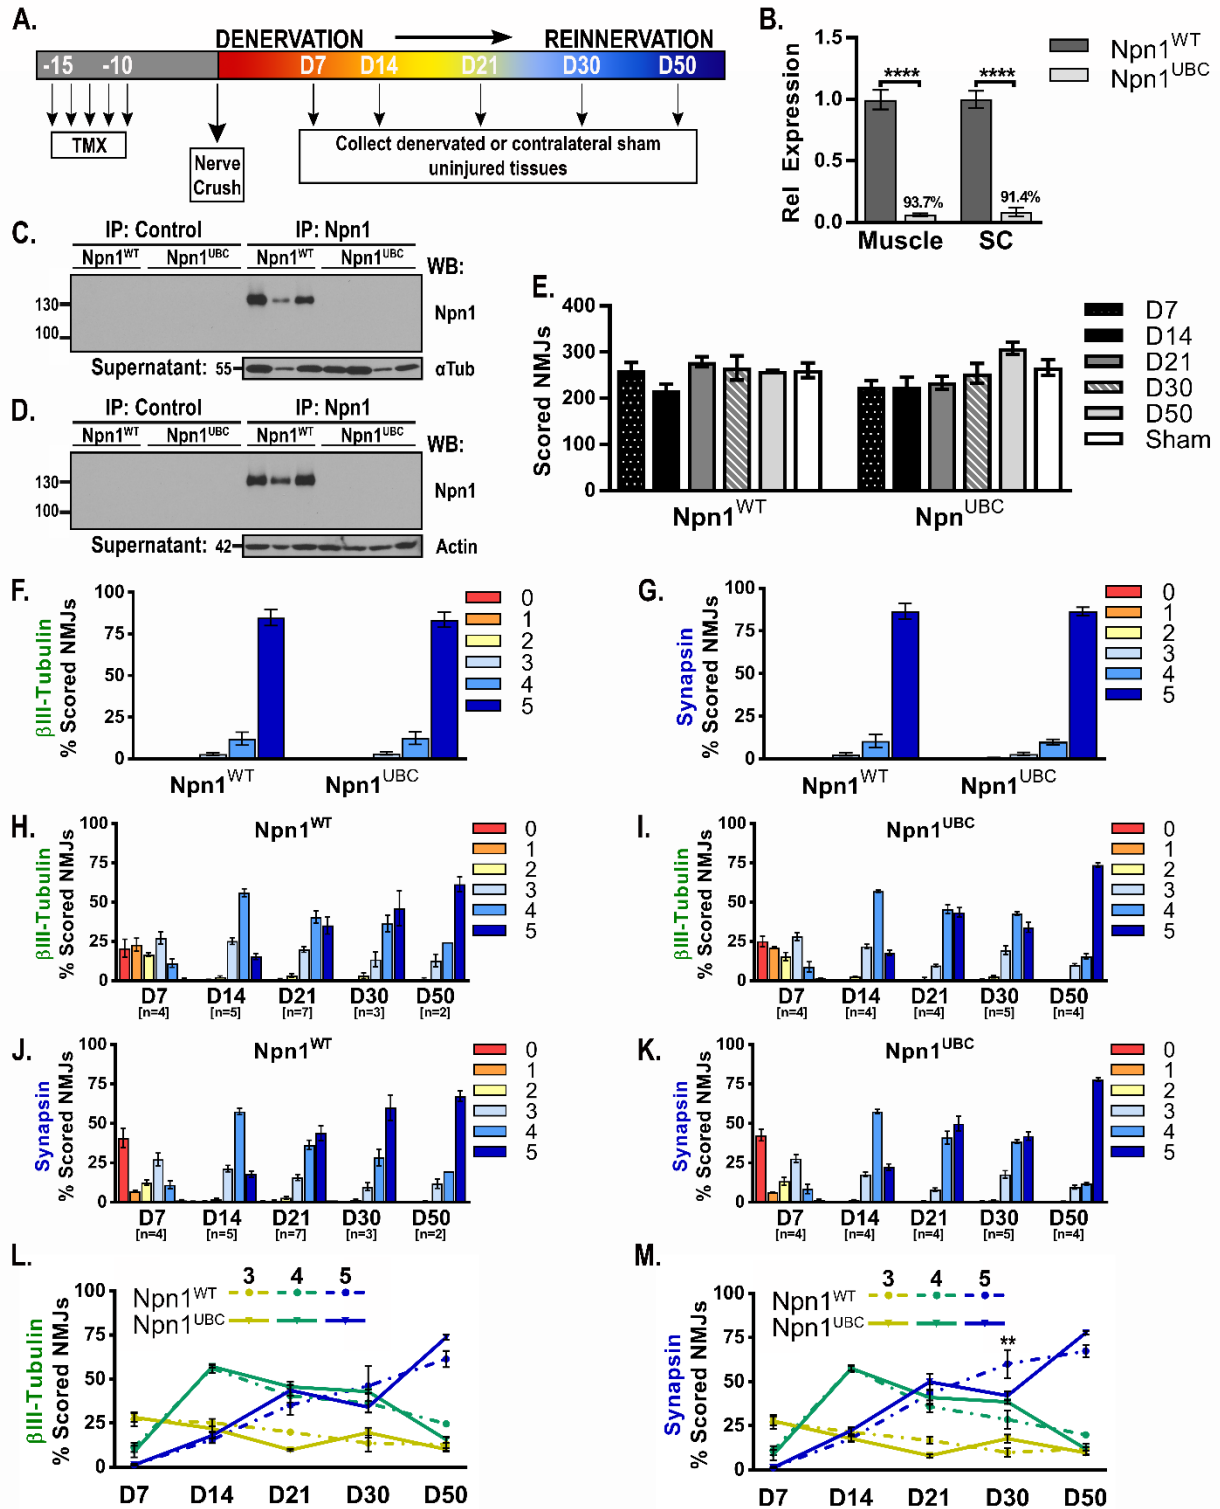 A.
DENERVATION REINNERVATION
-15 -10 D7 D14 D21 D30 D50
TMX
Nerve
Crush
Collect denervated or contralateral sham
uninjured tissues
B.
Rel Expression
1.5
1.0
0.5
0.0
**** ****
93.7% 91.4%
Muscle SC
Npn1WT
Npn1UBC
C.
IP: Control IP: Npn1
Npn1WT Npn1UBC Npn1WT Npn1UBC WB:
130
100
Npn1
Supernatant: 55 αTub
D.
IP: Control IP: Npn1
Npn1WT Npn1UBC Npn1WT Npn1UBC WB:
130
100
Npn1
Supernatant: 42 Actin
E.
Scored NMJs
400
300
200
100
0
Npn1WT NpnUBC
D7
D14
D21
D30
D50
Sham
F.
βIII-Tubulin
% Scored NMJs
100
75
50
25
0
Npn1WT Npn1UBC
0
1
2
3
4
5
G.
Synapsin
% Scored NMJs
100
75
50
25
0
Npn1WT Npn1UBC
0
1
2
3
4
5
H.
Npn1WT
βIII-Tubulin
% Scored NMJs
100
75
50
25
0
D7 D14 D21 D30 D50
[n=4] [n=5] [n=7] [n=3] [n=2]
0
1
2
3
4
5
I.
Npn1UBC
βIII-Tubulin
% Scored NMJs
100
75
50
25
0
D7 D14 D21 D30 D50
[n=4] [n=4] [n=4] [n=5] [n=4]
0
1
2
3
4
5
J.
Npn1WT
Synapsin
% Scored NMJs
100
75
50
25
0
D7 D14 D21 D30 D50
[n=4] [n=5] [n=7] [n=3] [n=2]
0
1
2
3
4
5
K.
Npn1UBC
Synapsin
% Scored NMJs
100
75
50
25
0
D7 D14 D21 D30 D50
[n=4] [n=4] [n=4] [n=5] [n=4]
0
1
2
3
4
5
L.
3 4 5
Npn1WT
Npn1UBC
βIII-Tubulin
% Scored NMJs
100
75
50
25
0
D7 D14 D21 D30 D50
M.
3 4 5
Npn1WT
Npn1UBC
**
Synapsin
% Scored NMJs
100
75
50
25
0
D7 D14 D21 D30 D50